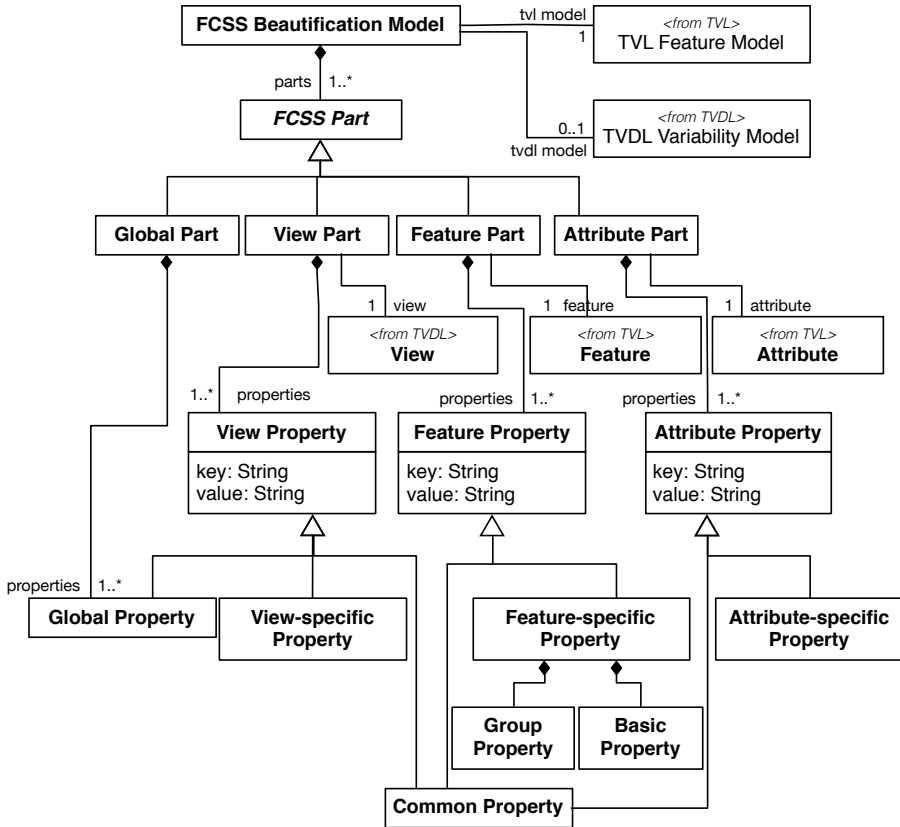 FCSS Beautification Model
tvl model
1
<from TVL>
TVL Feature Model
parts
1..*
FCSS Part
0..1
tvdl model
<from TVDL>
TVDL Variability Model
Global Part
View Part
Feature Part
Attribute Part
1
view
1
feature
1
attribute
<from TVDL>
View
<from TVL>
Feature
<from TVL>
Attribute
1..*
properties
properties
1..*
properties
1..*
View Property
key: String
value: String
Feature Property
key: String
value: String
Attribute Property
key: String
value: String
properties
1..*
Global Property
View-specific
Property
Feature-specific
Property
Attribute-specific
Property
Group
Property
Basic
Property
Common Property